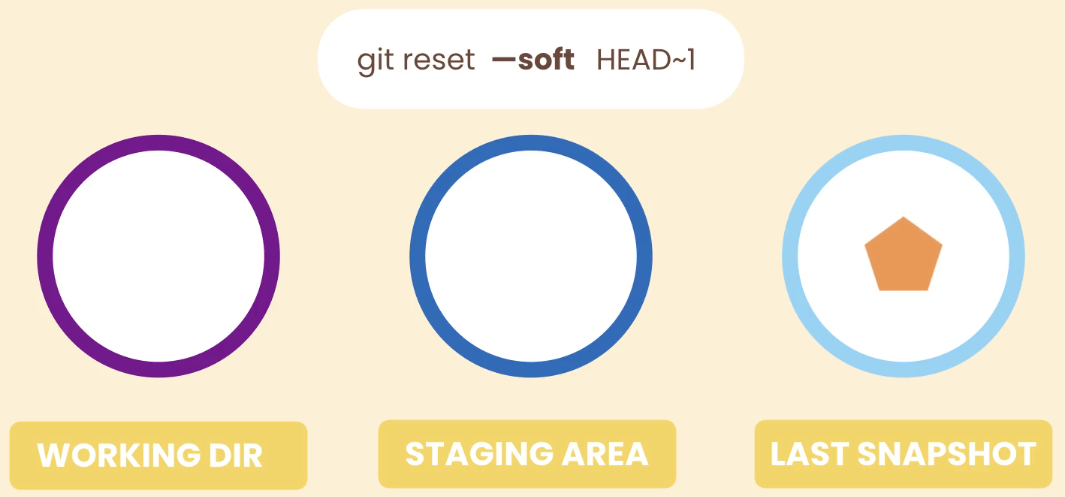 git reset —soft HEAD~1
WORKING DIR
STAGING AREA
LAST SNAPSHOT